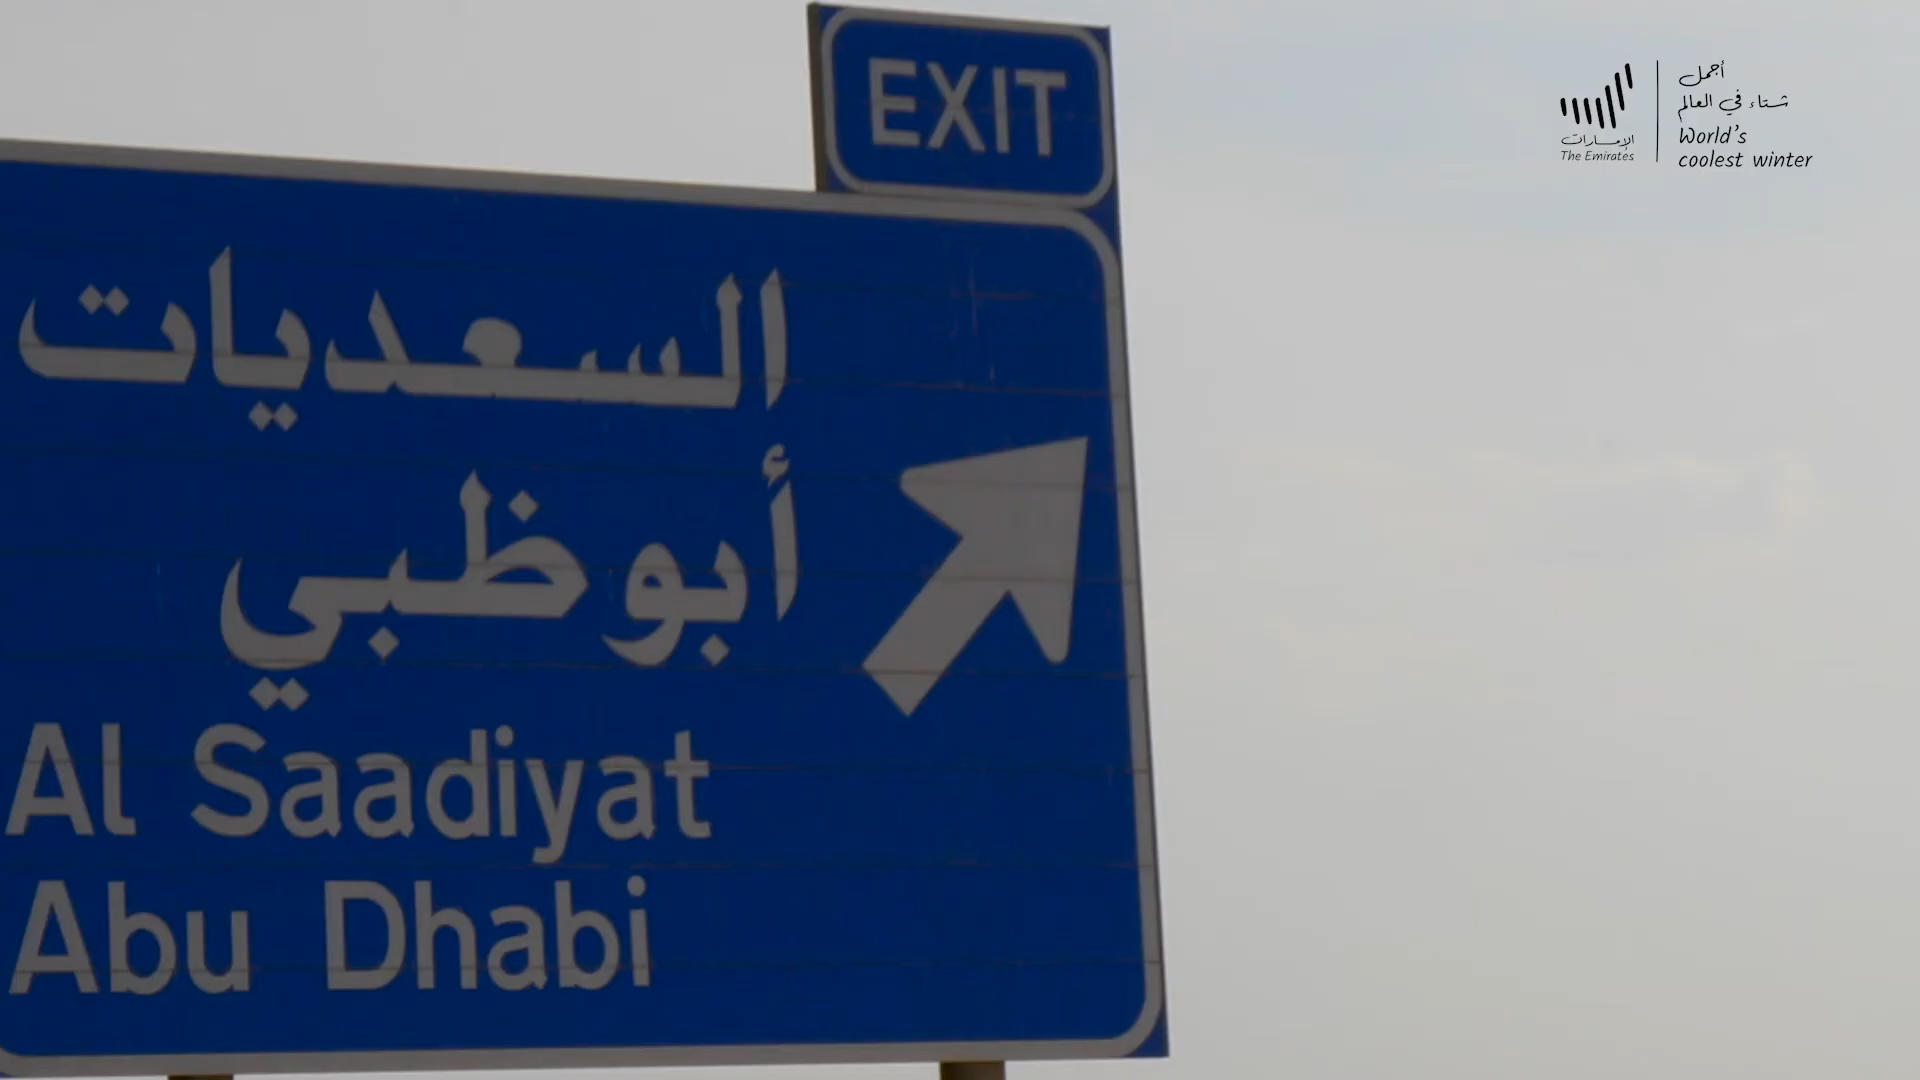 EXIT
السعديات
أبوظبي
Al Saadiyat
Abu Dhabi
الإمارات
The Emirates
أجمل
شتاء في العالم
World's
coolest winter